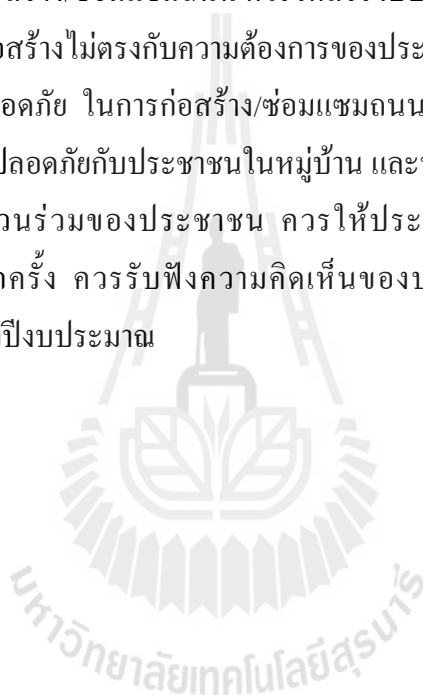 อสร้างไม่ตรงกับความต้องการของประ
อดภัย ในการก่อสร้าง/ซ่อมแซมถนน
ปลอดภัยกับประชาชนในหมู่บ้าน และ
วนร่วมของประชาชน ควรให้ประ
ครั้ง ควรรับฟังความคิดเห็นของ
ปีงบประมาณ
มหาวิทยาลัยเทคโนโลยีสุรนารี